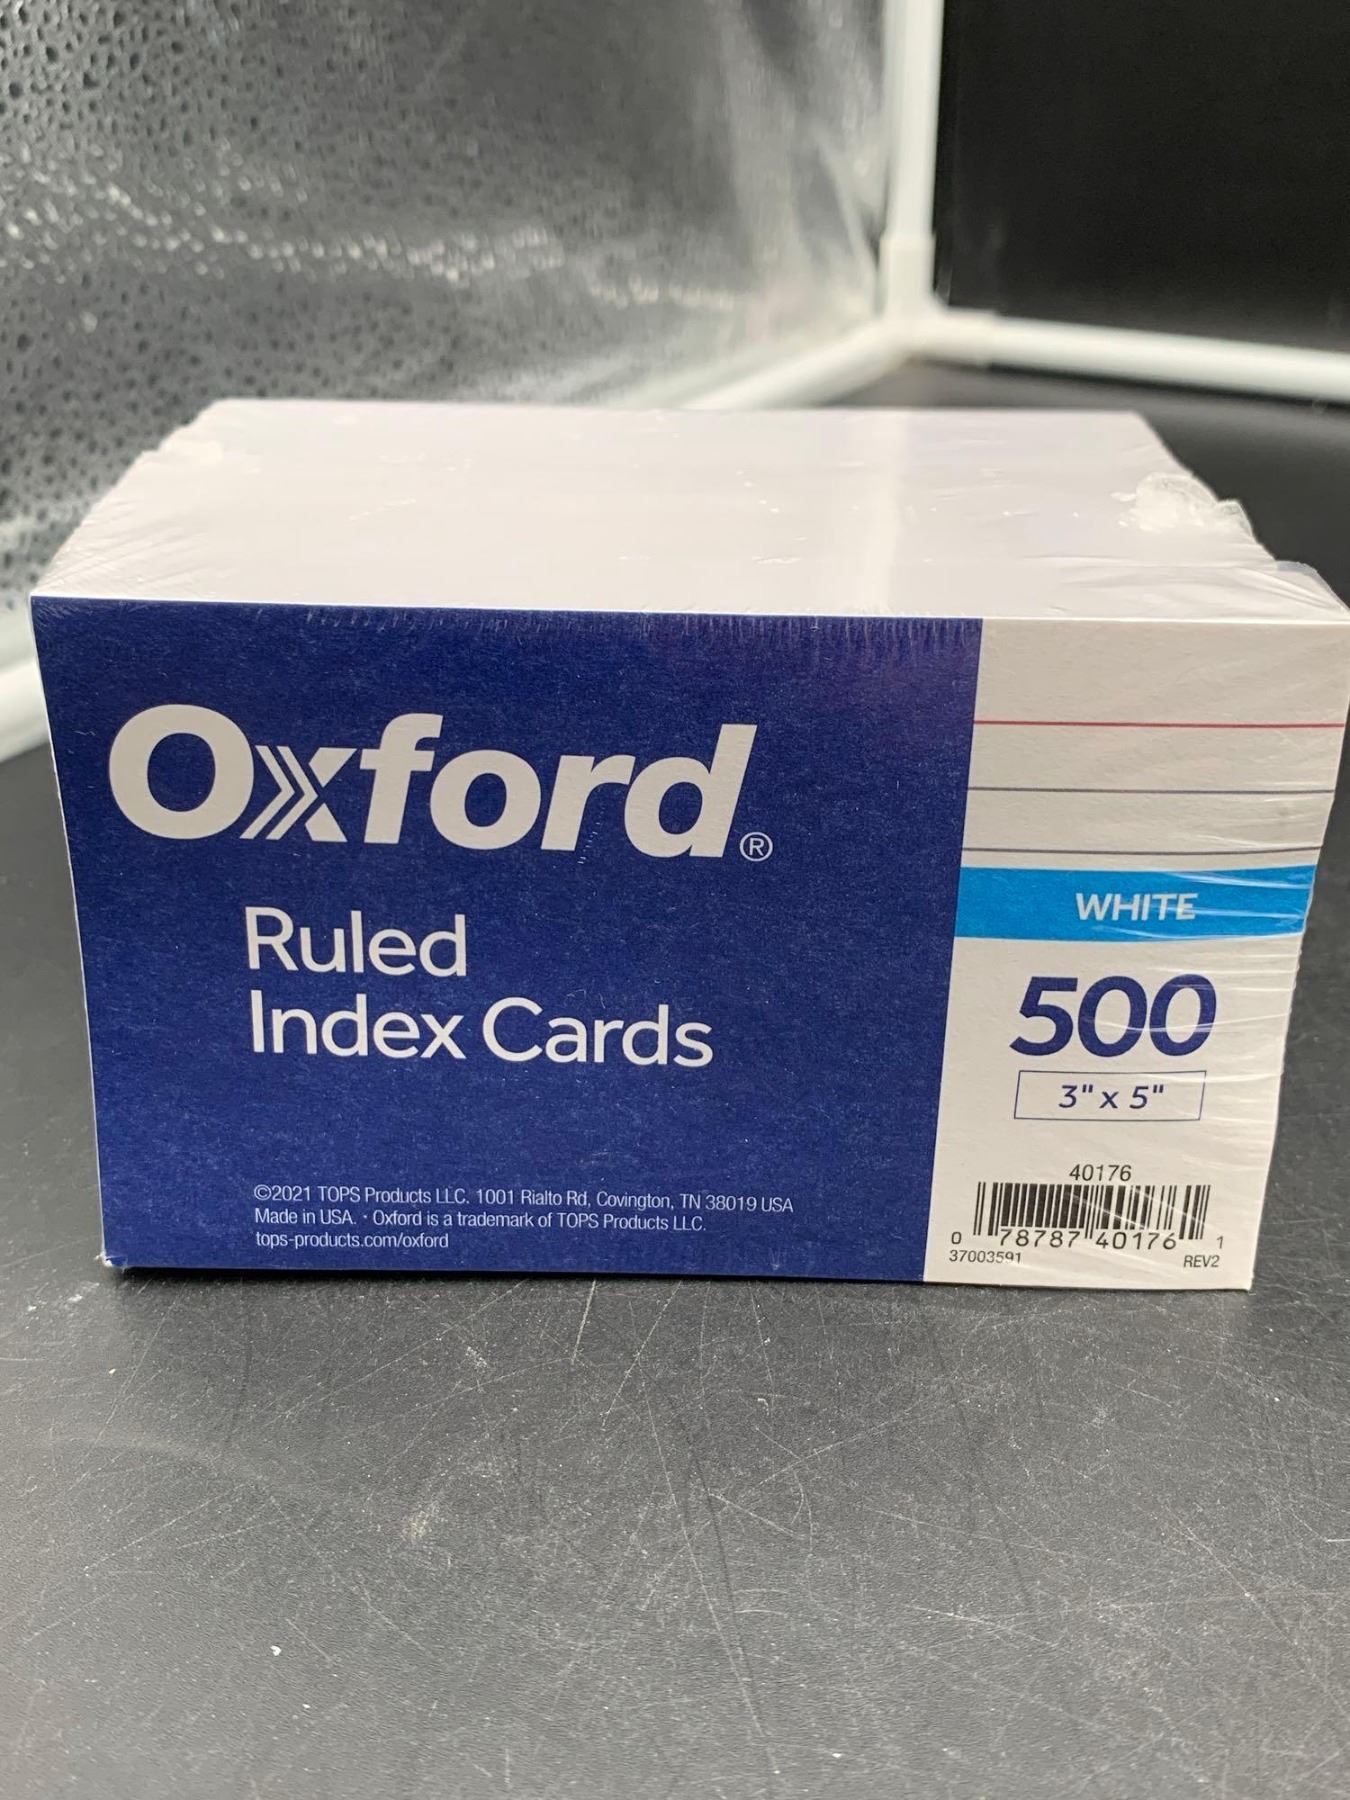 Oxford®
Ruled
Index Cards
©2021 TOPS Products LLC. 1001 Rialto Rd, Covington, TN 38019 USA
Made in USA. • Oxford is a trademark of TOPS Products LLC.
tops-products.com/oxford
WHITE
500
3" x 5"
40176
0 78787 40176 1
37003591 REV2